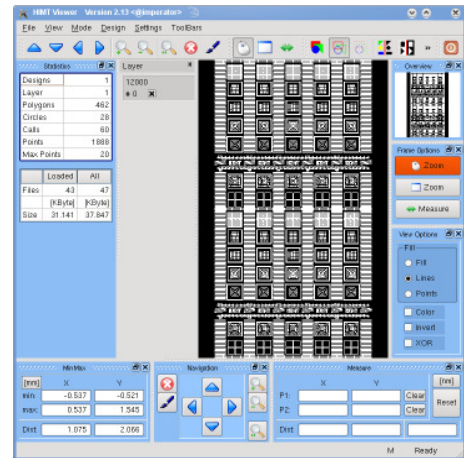 HIMT Viewer Version 2.13 <@imperator>
File View Mode Design Settings ToolBars
»
Statistics
Designs 1
Layer 1
Polygons 462
Circles 28
Calls 60
Points 1888
Max Points 20
Loaded All
Files 43 47
[KByte] [KByte]
Size 31.141 37.847
Layer
12000
0
Overview
Frame Options
Zoom
Zoom
Measure
View Options
Fill
Fill
Lines
Points
Color
Invert
XOR
MinMax
[mm] X Y
min -0.537 -0.521
max 0.537 1.545
Dist 1.075 2.066
Navigation
Measure
X Y [mm]
P1: Clear
P2: Clear
Reset
Dist
M Ready